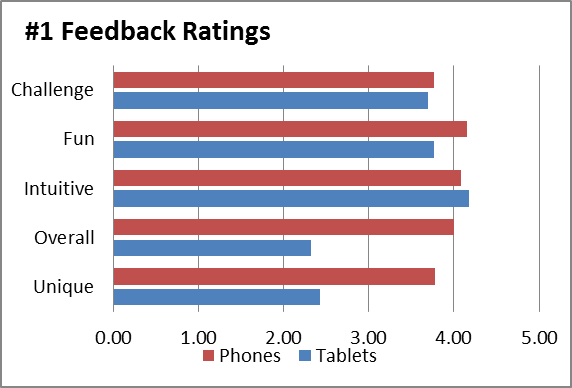 #1 Feedback Ratings
Challenge
Fun
Intuitive
Overall
Unique
0.00 1.00 2.00 3.00 4.00 5.00
Phones Tablets